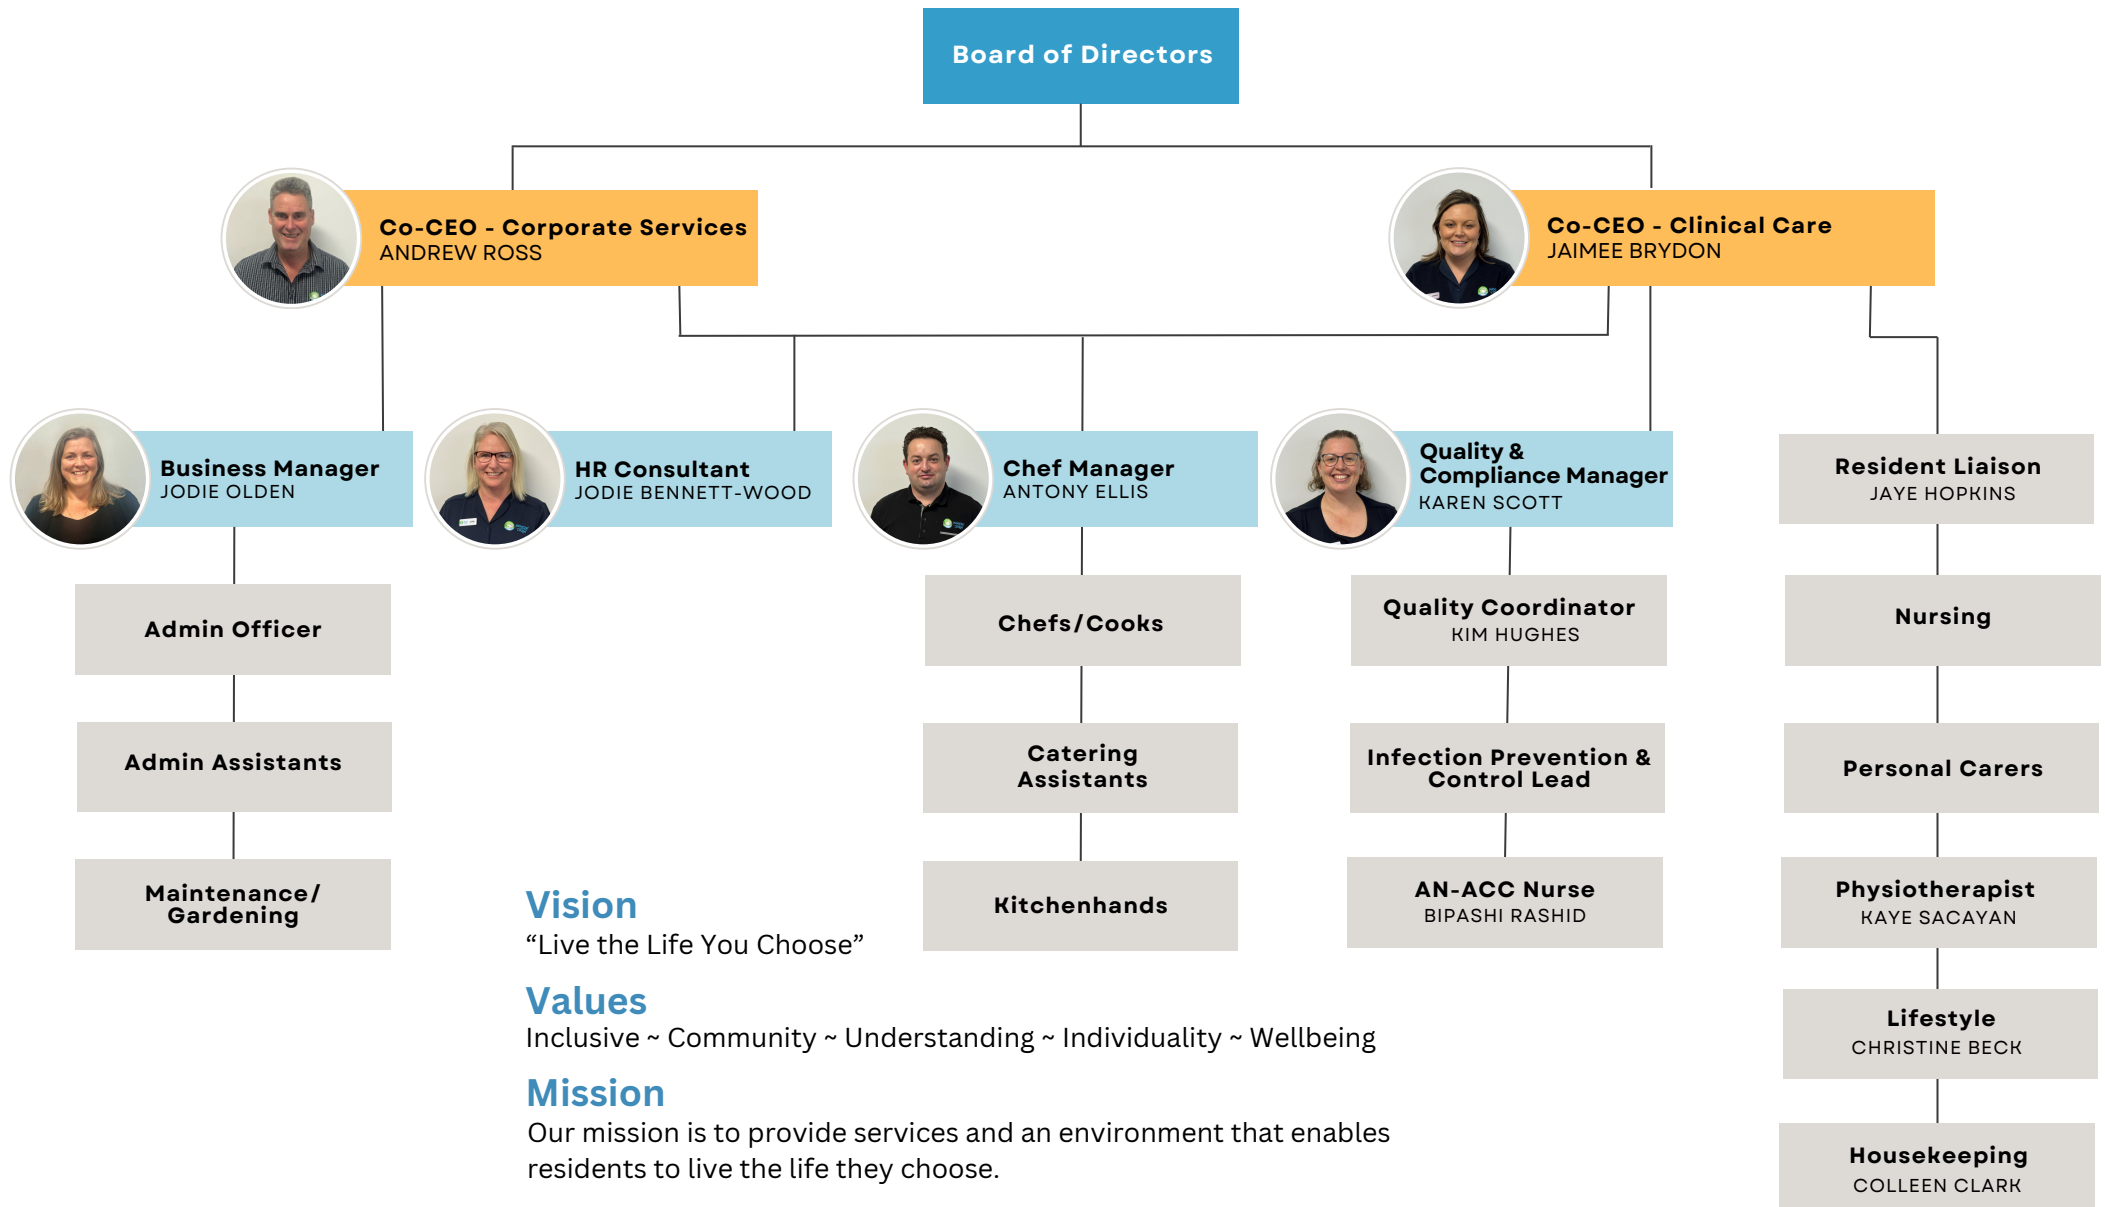 Board of Directors
Co-CEO - Corporate Services
ANDREW ROSS
Co-CEO - Clinical Care
JAIMEE BRYDON
Business Manager
JODIE OLDEN
HR Consultant
JODIE BENNETT-WOOD
Chef Manager
ANTONY ELLIS
Quality &
Compliance Manager
KAREN SCOTT
Resident Liaison
JAYE HOPKINS
Admin Officer
Chefs/Cooks
Quality Coordinator
KIM HUGHES
Nursing
Admin Assistants
Catering
Assistants
Infection Prevention &
Control Lead
Personal Carers
Maintenance/
Gardening
Kitchenhands
AN-ACC Nurse
BIPASHI RASHID
Physiotherapist
KAYE SACAYAN
Lifestyle
CHRISTINE BECK
Housekeeping
COLLEEN CLARK
Vision
“Live the Life You Choose”
Values
Inclusive ~ Community ~ Understanding ~ Individuality ~ Wellbeing
Mission
Our mission is to provide services and an environment that enables
residents to live the life they choose.